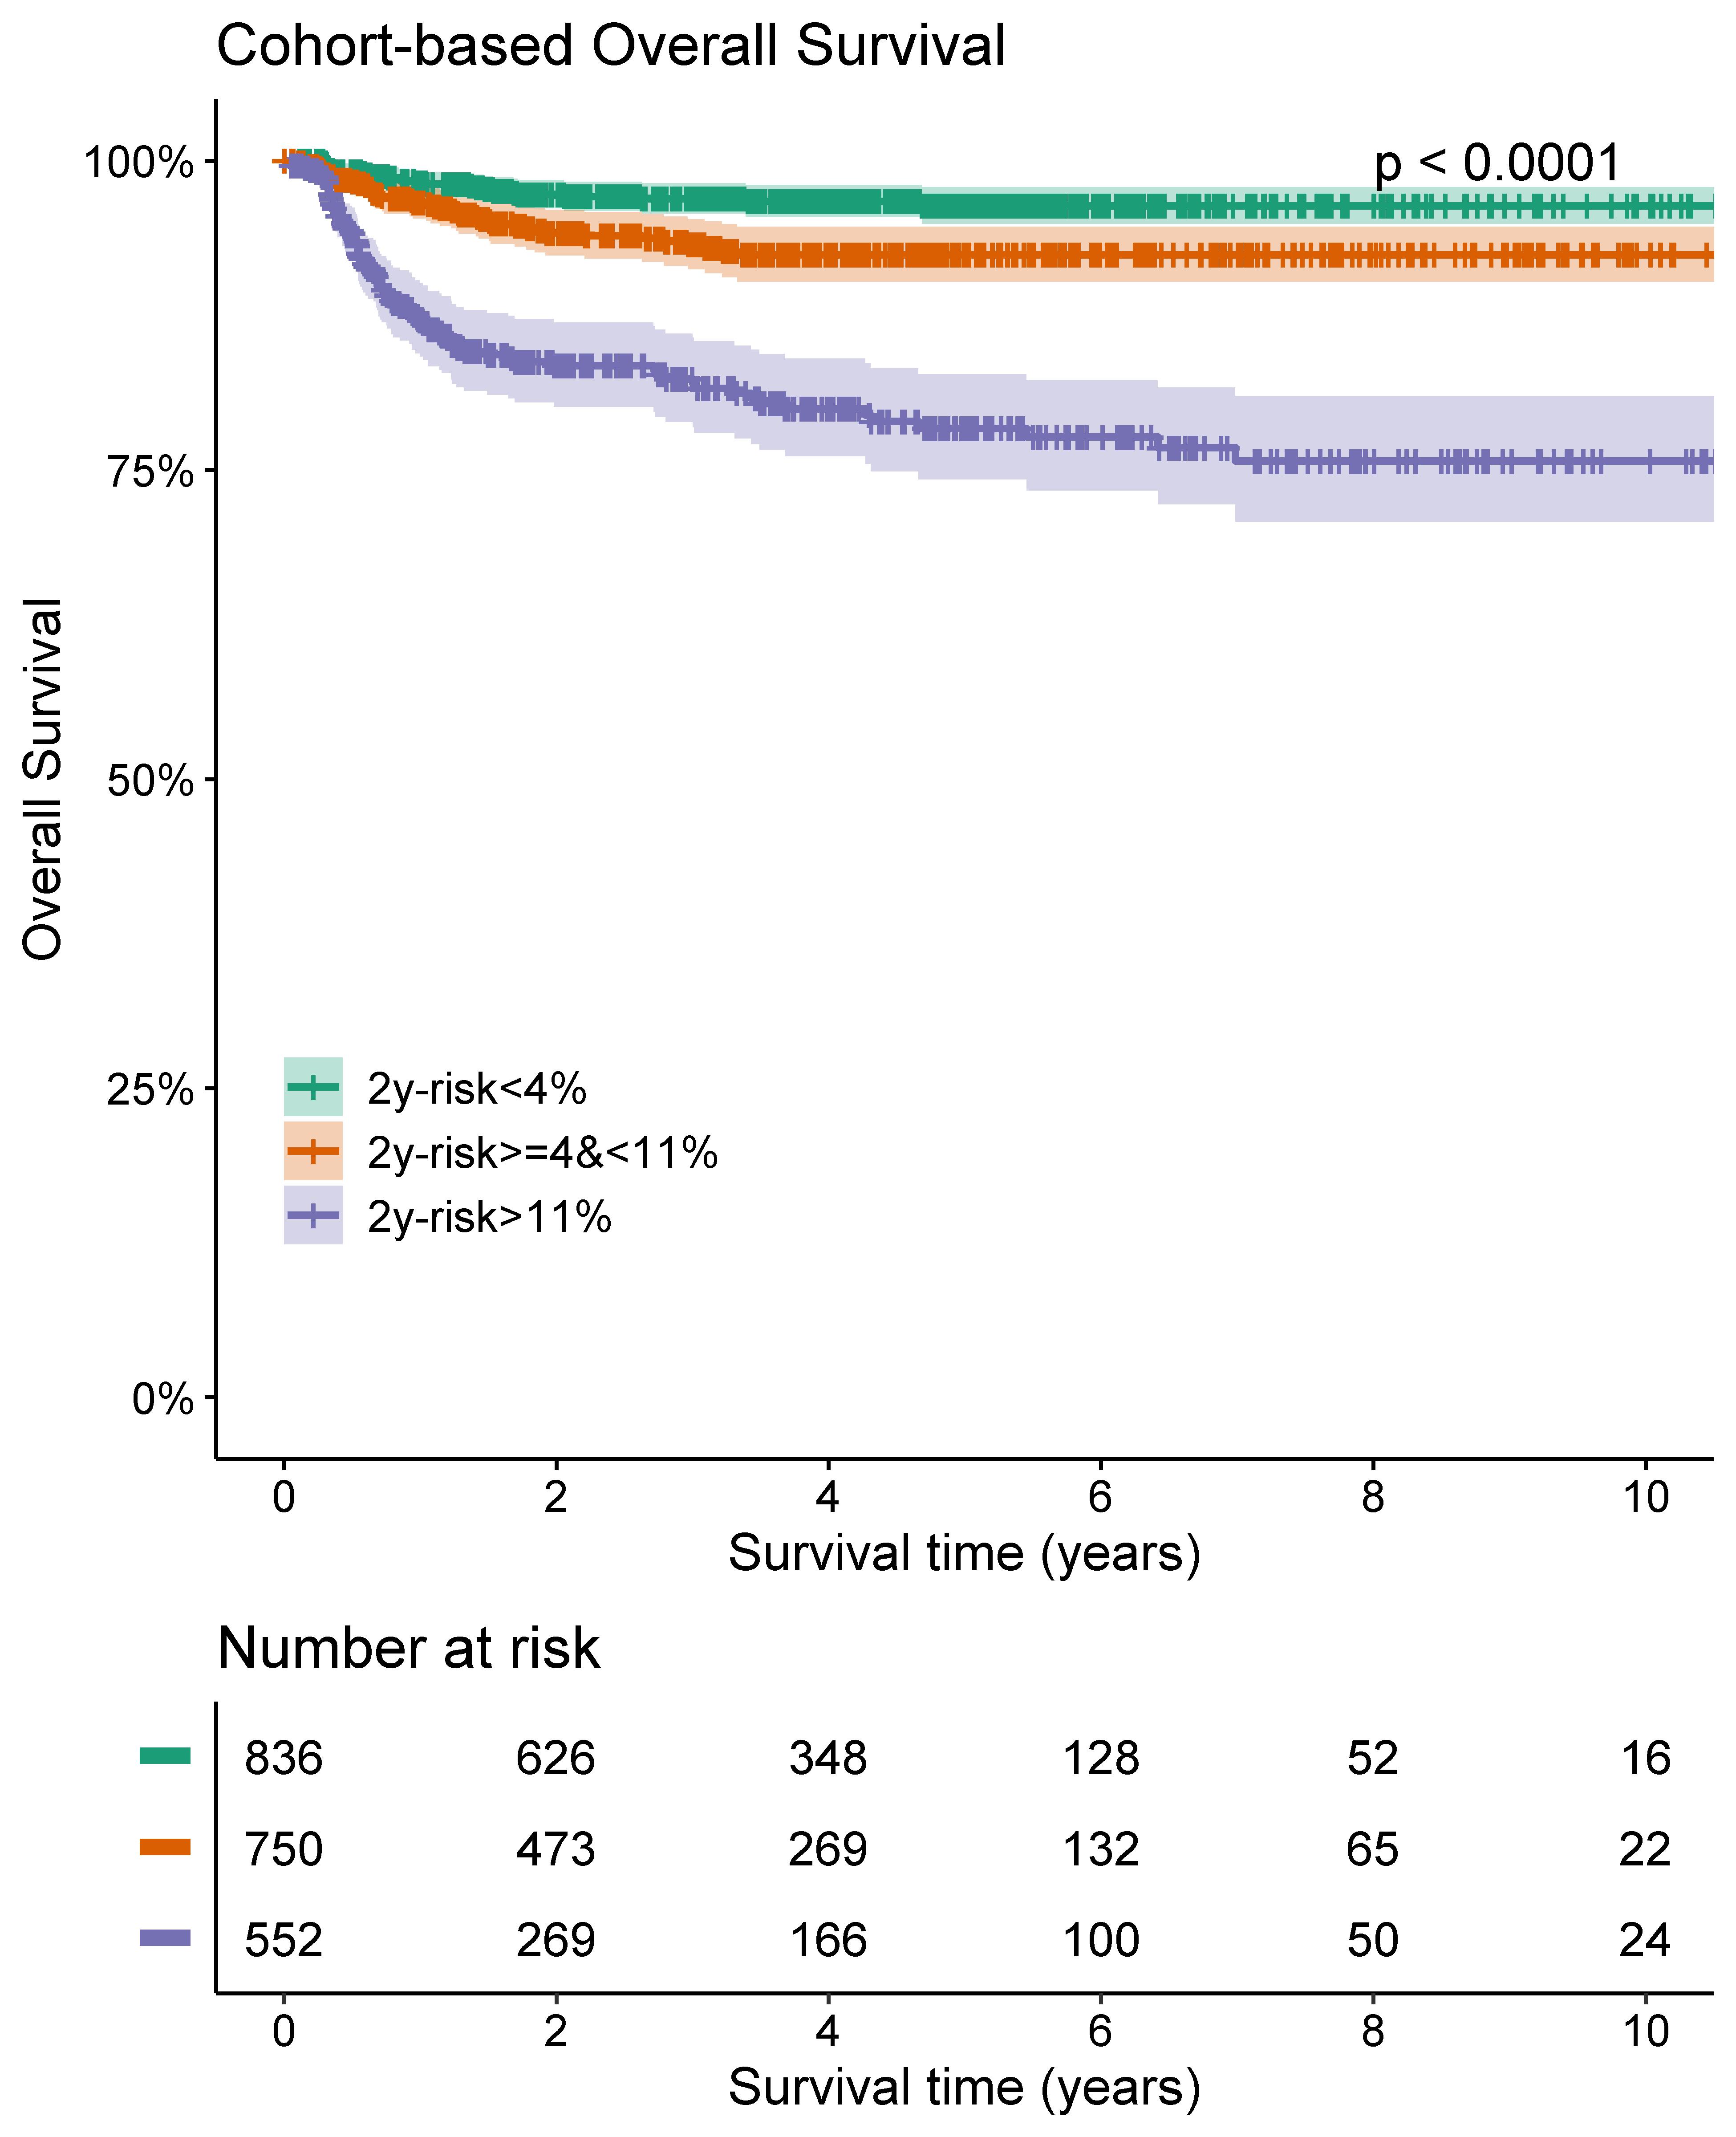 Cohort-based Overall Survival
p < 0.0001
100%
75%
50%
25%
0%
Overall Survival
2y-risk<4%
2y-risk>=4&<11%
2y-risk>11%
0 2 4 6 8 10
Survival time (years)
Number at risk
836 626 348 128 52 16
750 473 269 132 65 22
552 269 166 100 50 24
0 2 4 6 8 10
Survival time (years)